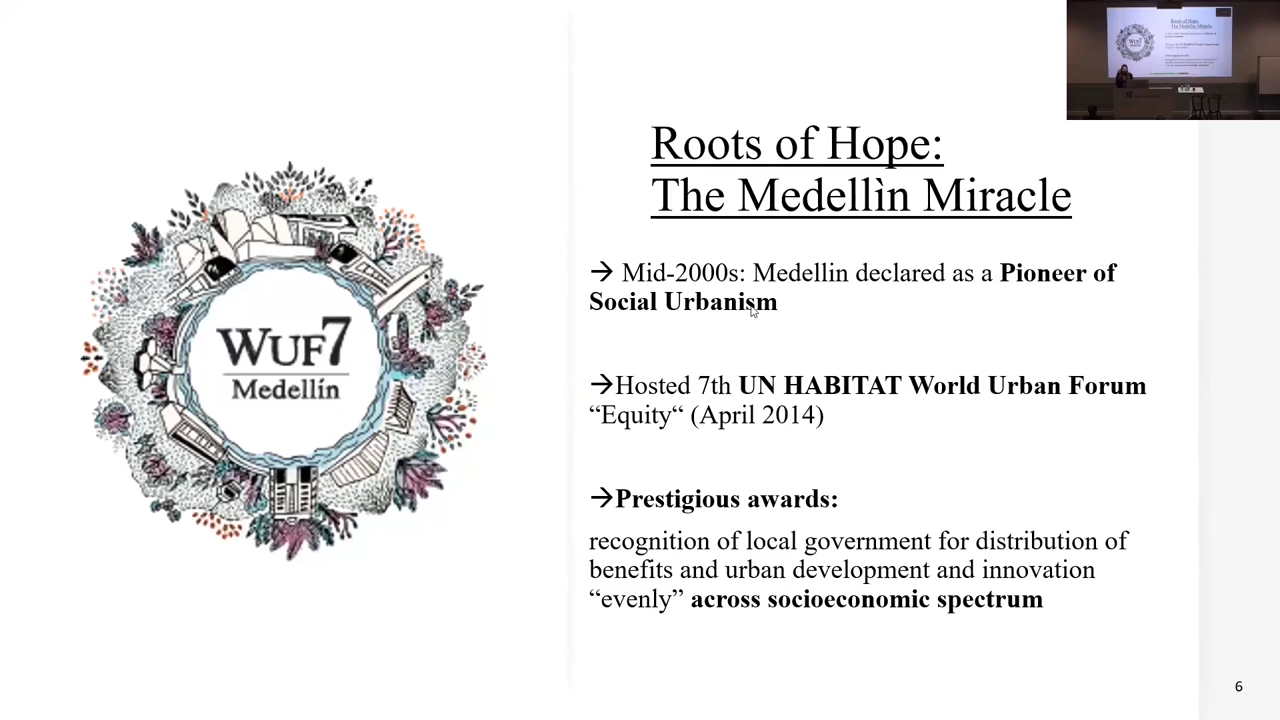 Roots of Hope:
The Medellìn Miracle
→ Mid-2000s: Medellin declared as a Pioneer of
Social Urbanism
→Hosted 7th UN HABITAT World Urban Forum
“Equity“ (April 2014)
→Prestigious awards:
recognition of local government for distribution of
benefits and urban development and innovation
“evenly” across socioeconomic spectrum
WUF7
Medellín
6